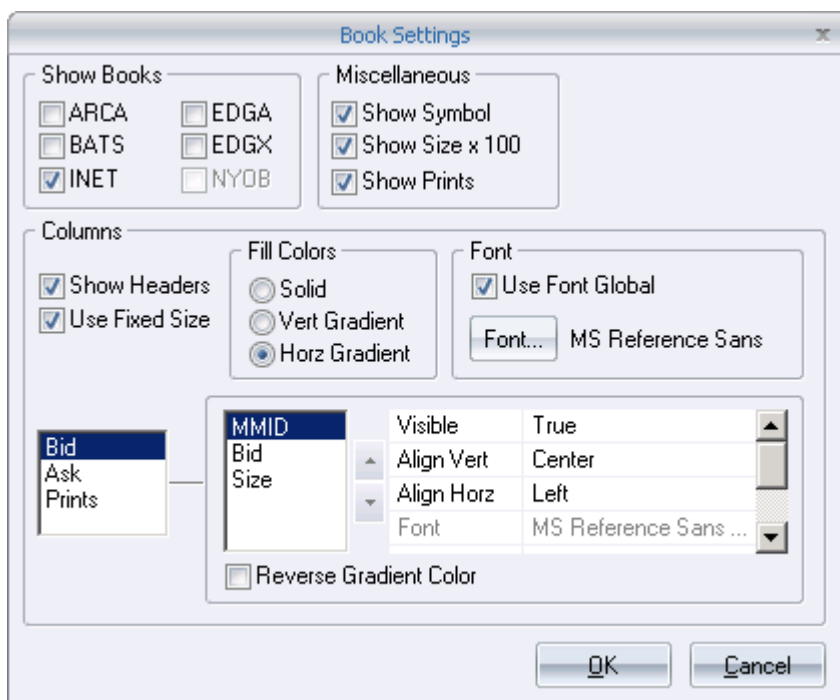 Book Settings x
Show Books
ARCA EDGA
BATS EDGX
INET NYOB
Miscellaneous
Show Symbol
Show Size x 100
Show Prints
Columns
Show Headers
Use Fixed Size
Fill Colors
Solid
Vert Gradient
Horz Gradient
Font
Use Font Global
Font... MS Reference Sans
Bid
Ask
Prints
MMID
Bid
Size
Visible True
Align Vert Center
Align Horz Left
Font MS Reference Sans ...
Reverse Gradient Color
OK Cancel